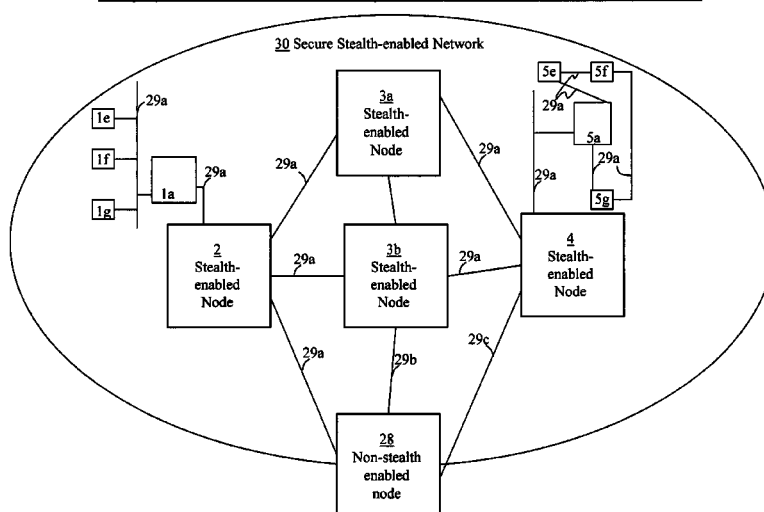 30 Secure Stealth-enabled Network
5e
5f
3a
Stealth-
enabled
Node
29a
1e
29a
5a
1f
29a
29a
29a
29a
1a
29a
1g
29a
5g
2
Stealth-
enabled
Node
29a
3b
Stealth-
enabled
Node
29a
4
Stealth-
enabled
Node
29a
29b
29c
28
Non-stealth
enabled
node